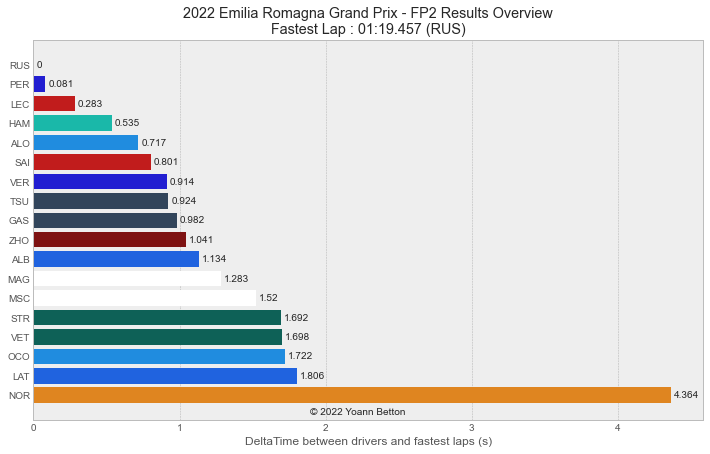 2022 Emilia Romagna Grand Prix - FP2 Results Overview
Fastest Lap : 01:19.457 (RUS)
RUS 0
PER 0.081
LEC 0.283
HAM 0.535
ALO 0.717
SAI 0.801
VER 0.914
TSU 0.924
GAS 0.982
ZHO 1.041
ALB 1.134
MAG 1.283
MSC 1.52
STR 1.692
VET 1.698
OCO 1.722
LAT 1.806
NOR 4.364
© 2022 Yoann Betton
0 1 2 3 4
DeltaTime between drivers and fastest laps (s)